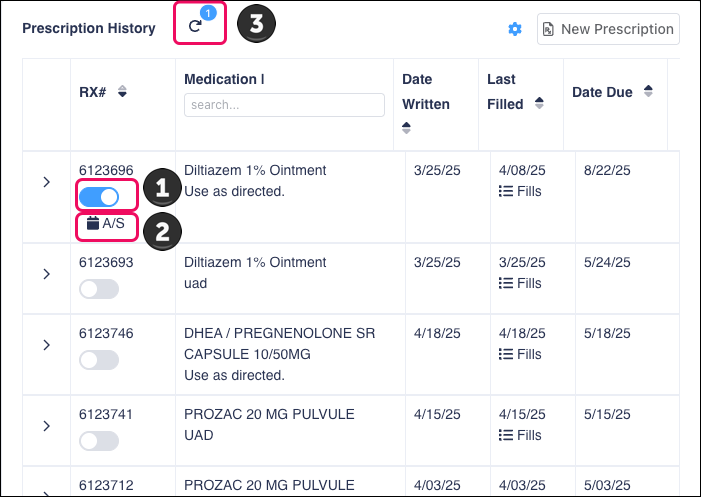 Prescription History
1
3
New Prescription
RX#
Medication |
search...
Date Written
Last Filled
Date Due
6123696
Diltiazem 1% Ointment
Use as directed.
3/25/25
4/08/25
Fills
8/22/25
1
A/S
2
6123693
Diltiazem 1% Ointment
uad
3/25/25
3/25/25
Fills
5/24/25
6123746
DHEA / PREGNENOLONE SR
CAPSULE 10/50MG
Use as directed.
4/18/25
4/18/25
Fills
5/18/25
6123741
PROZAC 20 MG PULVULE
UAD
4/15/25
4/15/25
Fills
5/15/25
6123712
PROZAC 20 MG PULVULE
4/03/25
4/03/25
5/03/25